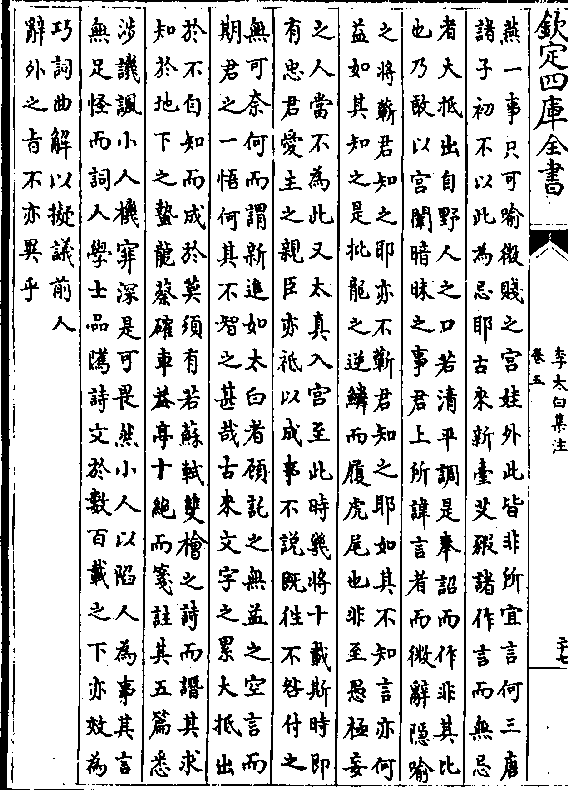 欽定四庫全書
李太白集注
卷五
二十七
燕一事只可喻微賤之宫娃外此皆非所宜言何三唐
諸子初不以此為忌耶古來新臺艾豭諸作言而無忌
者大抵出自野人之口若清平調是奉詔而作非其比
也乃敢以宫闈暗昧之事君上所諱言者而微辭隠喻
之將蘄君知之耶亦不蘄君知之耶如其不知言亦何
益如其知之是批龍之逆鱗而履虎尾也非至愚極妄
之人當不為此又太真入宫至此時幾將十載斯時即
有忠君愛主之親臣亦祗以成事不説既徃不咎付之
無可奈何而謂新進如太白者顧託之無益之空言而
期君之一悟何其不智之甚哉古來文字之累大抵出
於不自知而成於莫須有若蘇軾雙檜之詩而譖其求
知於地下之蟄龍蔡確車葢亭十絶而箋註其五篇悉
涉譏諷小人機穽深是可畏然小人以陷人為事其言
無足怪而詞人學士品隲詩文於數百載之下亦效為
巧詞曲解以擬議前人
辭外之旨不亦異乎